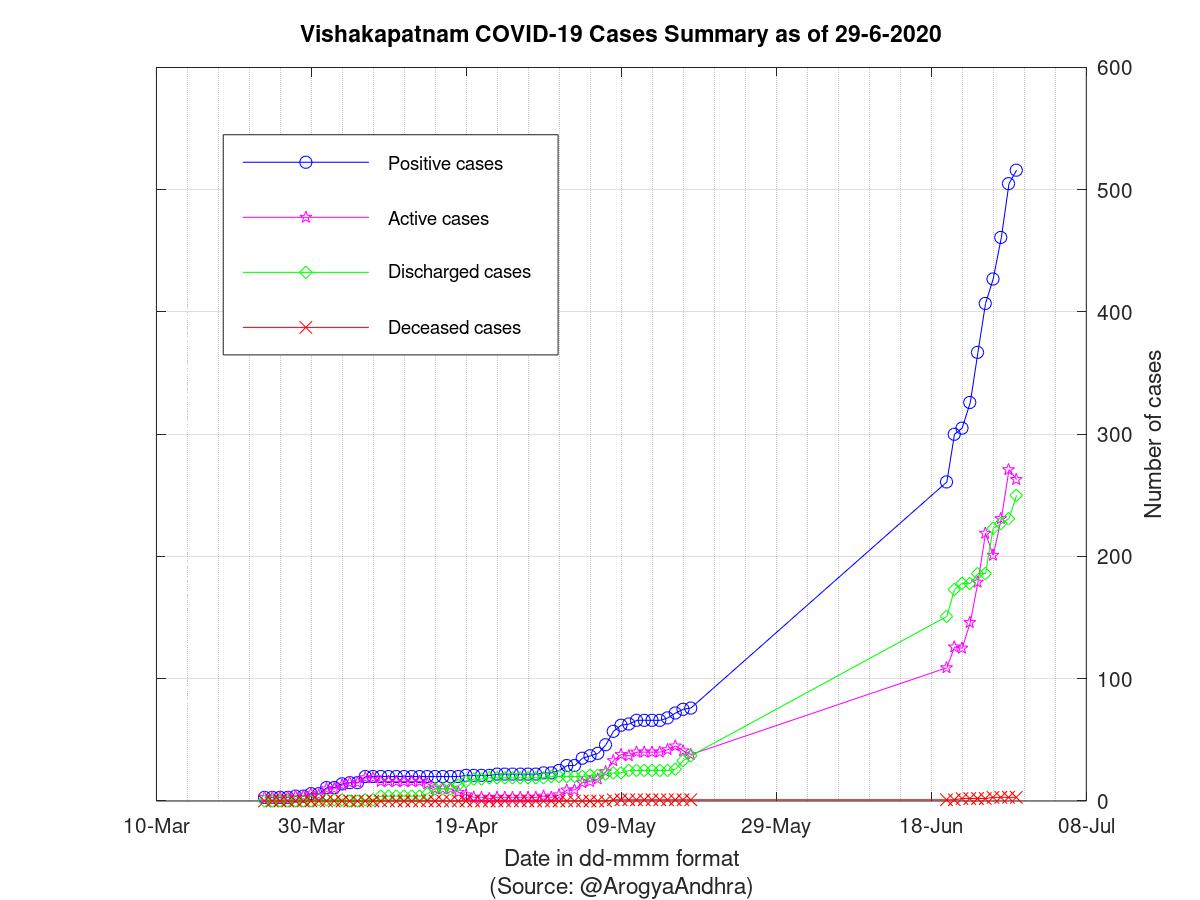 Vishakapatnam COVID-19 Cases Summary as of 29-6-2020
Positive cases
Active cases
Discharged cases
Deceased cases
600
500
400
300
200
100
0
Number of cases
10-Mar 30-Mar 19-Apr 09-May 29-May 18-Jun 08-Jul
Date in dd-mmm format
(Source: @ArogyaAndhra)